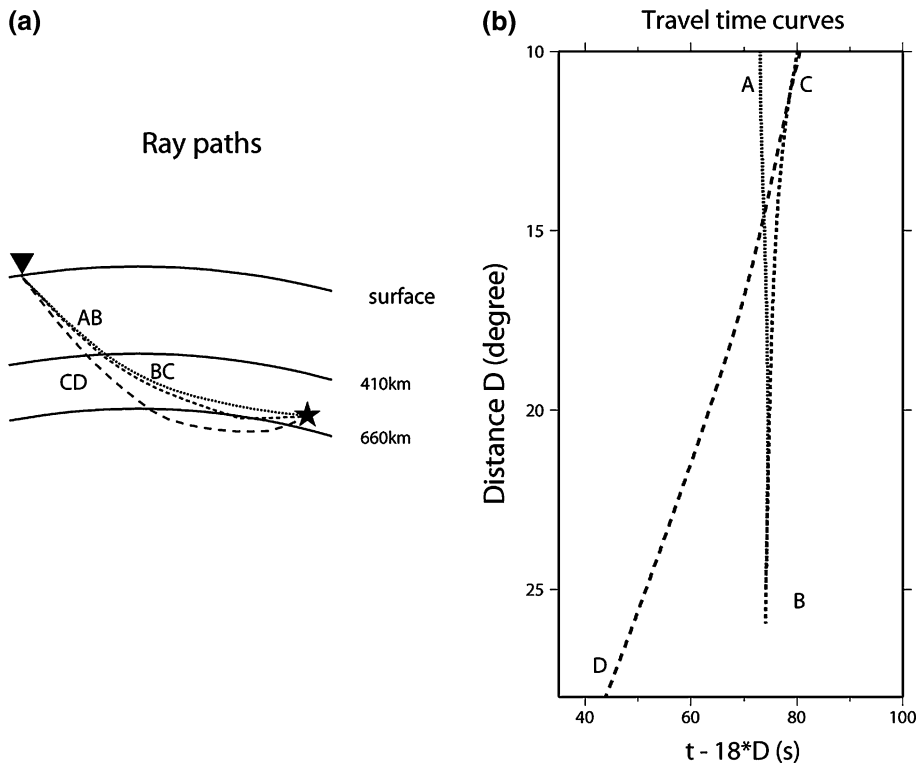 (a)
Ray paths
AB
BC
CD
surface
410km
660km
(b)
Travel time curves
10
15
20
25
Distance D (degree)
A
C
B
D
40
60
80
100
t - 18*D (s)